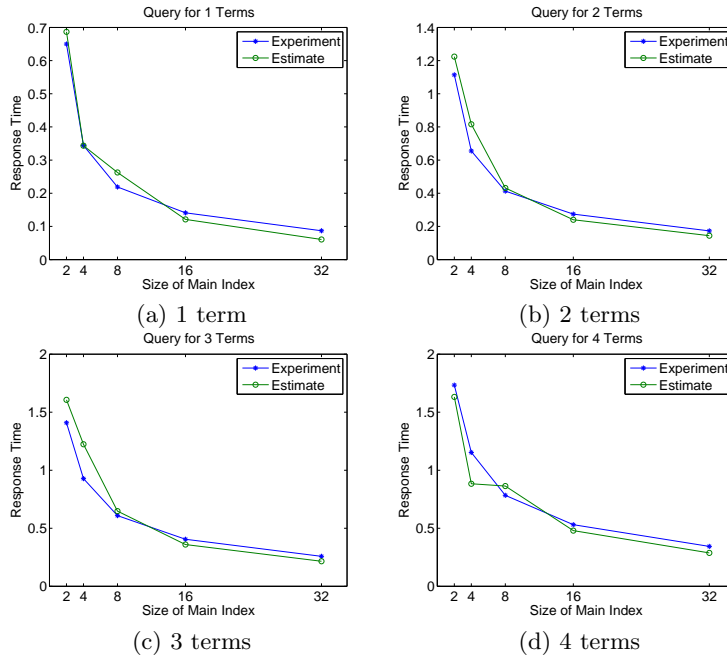 Query for 1 Terms
0.7
0.6
0.5
0.4
0.3
0.2
0.1
0
Response Time
Experiment
Estimate
2 4 8 16 32
Size of Main Index
(a) 1 term
Query for 2 Terms
1.4
1.2
1
0.8
0.6
0.4
0.2
0
Response Time
Experiment
Estimate
2 4 8 16 32
Size of Main Index
(b) 2 terms
Query for 3 Terms
2
1.5
1
0.5
0
Response Time
Experiment
Estimate
2 4 8 16 32
Size of Main Index
(c) 3 terms
Query for 4 Terms
2
1.5
1
0.5
0
Response Time
Experiment
Estimate
2 4 8 16 32
Size of Main Index
(d) 4 terms